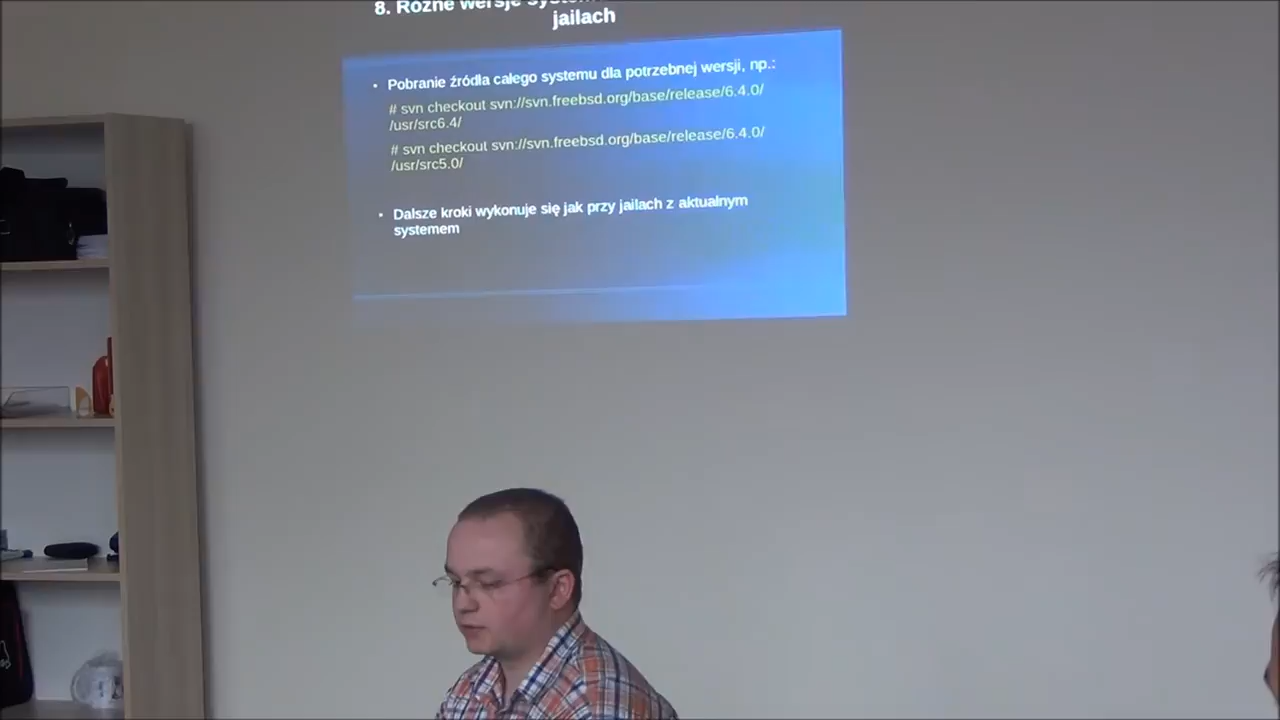 8. Różne wersje
jailach
• Pobranie źródła całego systemu dla potrzebnej wersji, np.:
# svn checkout svn://svn.freebsd.org/base/release/6.4.0/
/usr/src6.4/
# svn checkout svn://svn.freebsd.org/base/release/6.4.0/
/usr/src5.0/
• Dalsze kroki wykonuje się jak przy jailach z aktualnym
systemem